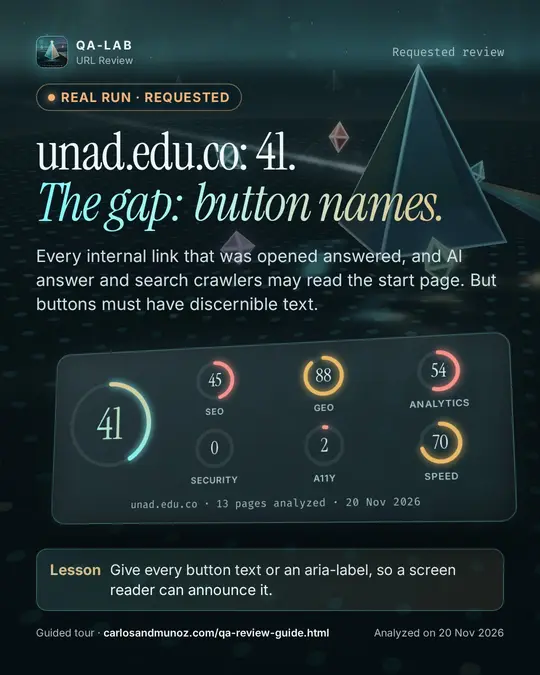 QA-LAB
URL Review
Requested review
REAL RUN · REQUESTED
unad.edu.co: 41.
The gap: button names.
Every internal link that was opened answered, and AI
answer and search crawlers may read the start page. But
buttons must have discernible text.
41
45
SEO
88
GEO
54
ANALYTICS
0
SECURITY
2
A11Y
70
SPEED
unad.edu.co · 13 pages analyzed · 20 Nov 2026
Lesson Give every button text or an aria-label, so a screen
reader can announce it.
Guided tour · carlosandmunoz.com/qa-review-guide.html
Analyzed on 20 Nov 2026